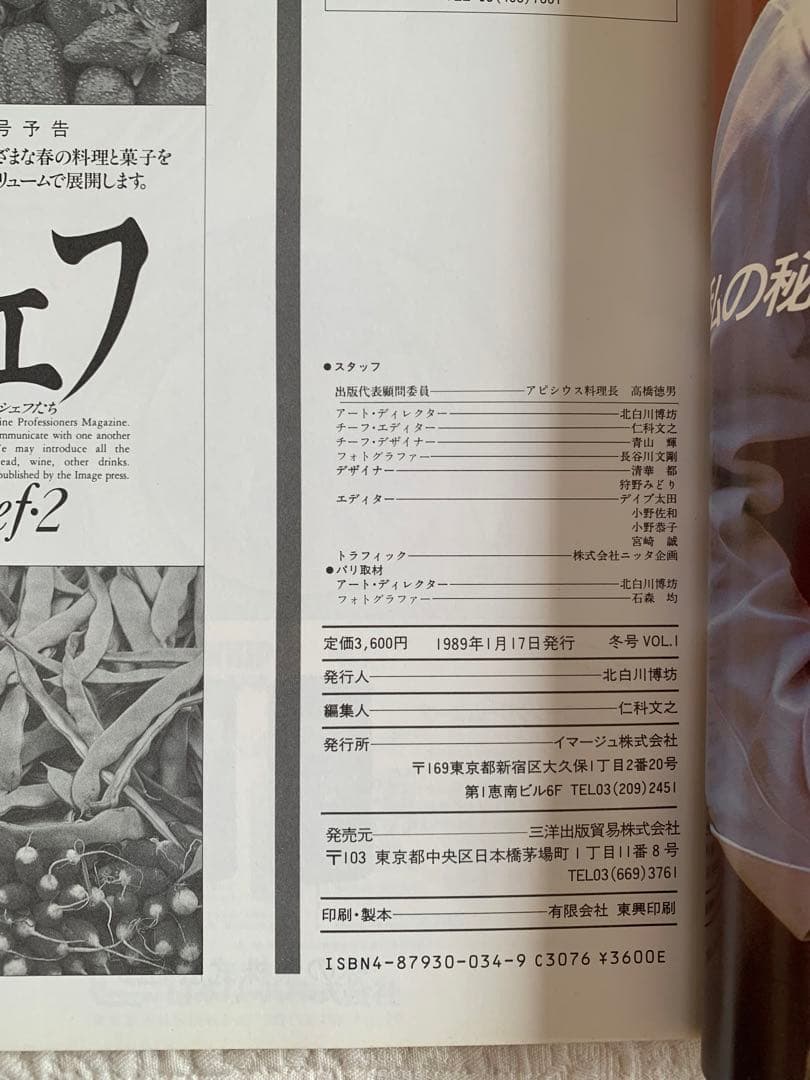 号予告
ざまな春の料理と菓子を
リュームで展開します。
ェフ
シェフたち
ine Professioners Magazine.
mmunicate with one another
e may introduce all the
ead, wine, other drinks.
published by the Image press.
ef・2
●スタッフ
出版代表顧問委員――アピシウス料理長 高橋徳男
アート・ディレクター――北白川博坊
チーフ・エディター――仁科文之
チーフ・デザイナー――青山 輝
フォトグラファー――長谷川文剛
デザイナー――清華 都
狩野みどり
エディター――デイブ太田
小野佐和
小野恭子
宮崎 誠
トラフィック――株式会社ニッタ企画
●パリ取材
アート・ディレクター――北白川博坊
フォトグラファー――石森 均
定価3,600円 1989年1月17日発行 冬号 VOL.1
発行人――北白川博坊
編集人――仁科文之
発行所――イマージュ株式会社
〒169東京都新宿区大久保1丁目2番20号
第1恵南ビル6F TEL03(209)2451
発売元――三洋出版貿易株式会社
〒103 東京都中央区日本橋茅場町1丁目11番8号
TEL03(669)3761
印刷・製本――有限会社 東興印刷
ISBN4-87930-034-9 C3076 ¥3600E
私の秘